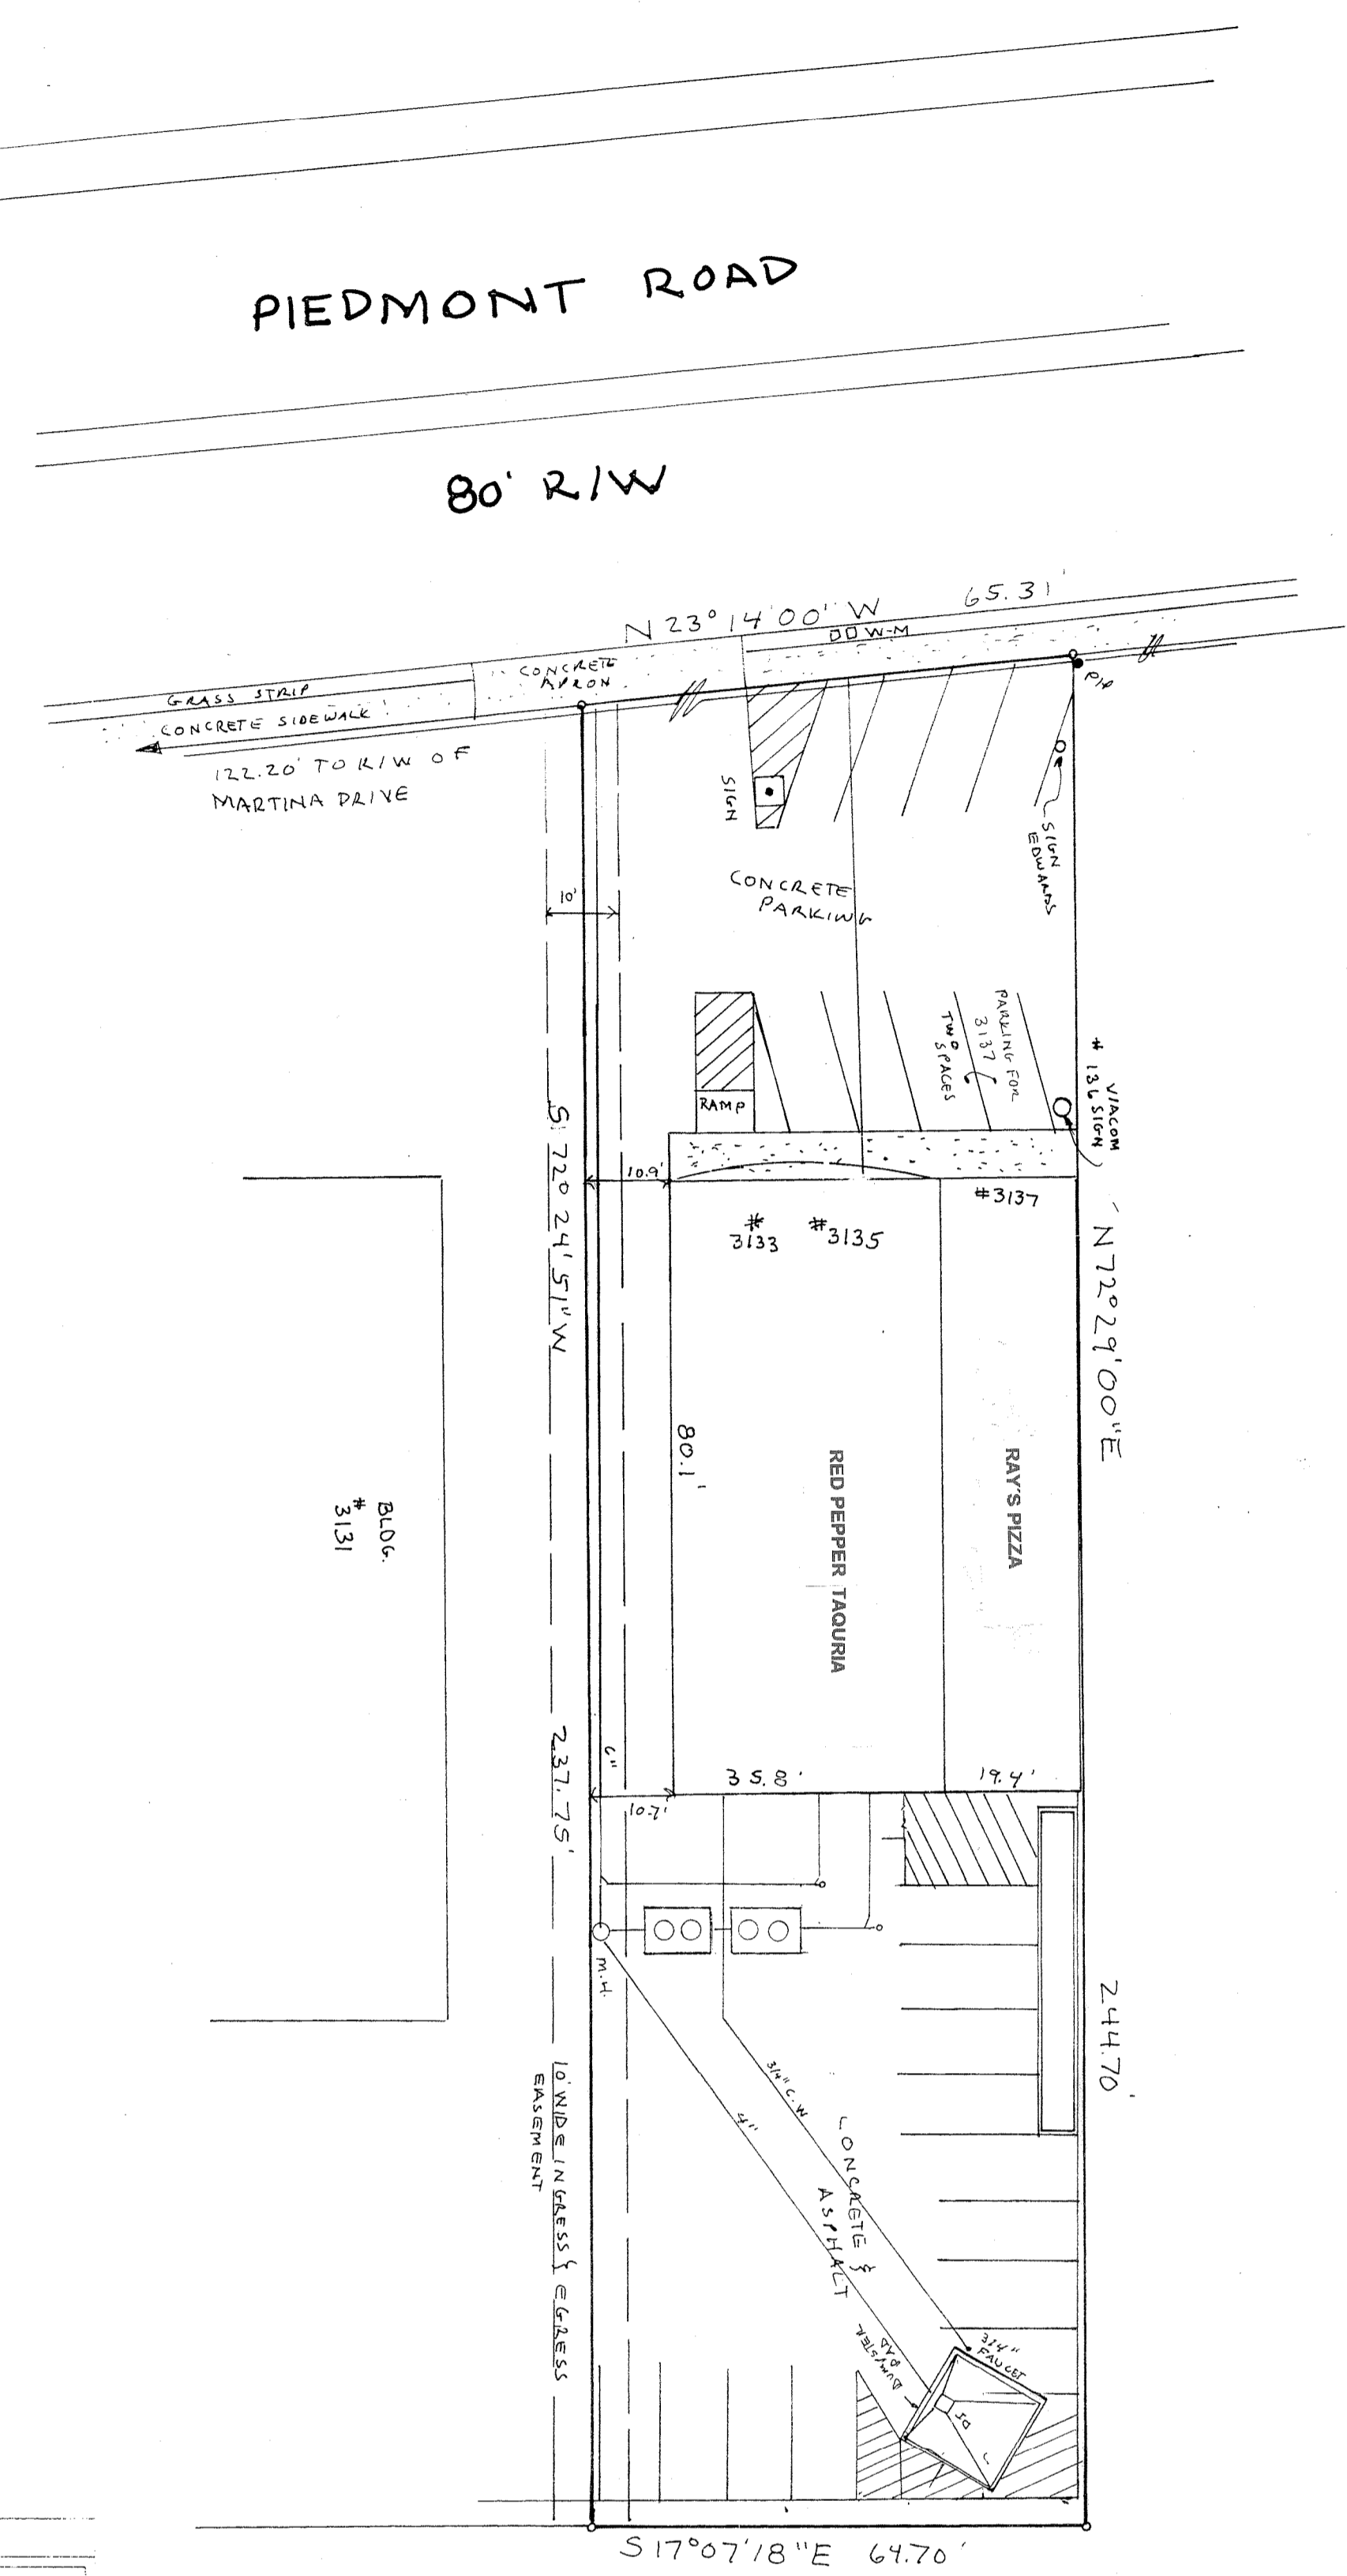 PIEDMONT ROAD
80' R/W
N 23° 14' 00" W 65.31'
W-M
CONCRETE
APRON
GRASS STRIP
CONCRETE SIDEWALK
122.20' TO R/W OF
MARTINA DRIVE
SIGN
SIGN
EDWARDS
10'
CONCRETE
PARKING
PARKING FOR
3137
TWO
SPACES
VIACOM
# 136 SIGN
RAMP
10.9'
#3137
#
3133
#3135
S 72° 24' 51" W
N 72° 29' 00" E
80.1'
RED PEPPER TAQURIA
RAY'S PIZZA
BLDG.
#
3131
237.75'
6"
35.8'
19.4'
10.7'
M.H.
244.70'
3/4" C.W
4"
CONCRETE &
ASPHALT
10' WIDE INGRESS & EGRESS
EASEMENT
DUMPSTER
PAD
3/4"
FAUCET
S 17° 07' 18" E 64.70'